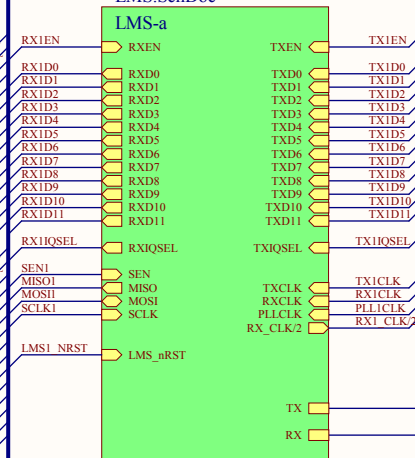 LMS.SchDoc
LMS-a
RX1EN RXEN TXEN TX1EN
RX1D0 RXD0 TXD0 TX1D0
RX1D1 RXD1 TXD1 TX1D1
RX1D2 RXD2 TXD2 TX1D2
RX1D3 RXD3 TXD3 TX1D3
RX1D4 RXD4 TXD4 TX1D4
RX1D5 RXD5 TXD5 TX1D5
RX1D6 RXD6 TXD6 TX1D6
RX1D7 RXD7 TXD7 TX1D7
RX1D8 RXD8 TXD8 TX1D8
RX1D9 RXD9 TXD9 TX1D9
RX1D10 RXD10 TXD10 TX1D10
RX1D11 RXD11 TXD11 TX1D11
RX1IQSEL RXIQSEL TXIQSEL TX1IQSEL
SEN1 SEN
MISO1 MISO TXCLK TX1CLK
MOSI1 MOSI RXCLK RX1CLK
SCLK1 SCLK PLLCLK PLL1CLK
RX_CLK/2 RX1_CLK/2
LMS1_NRST LMS_nRST
TX
RX